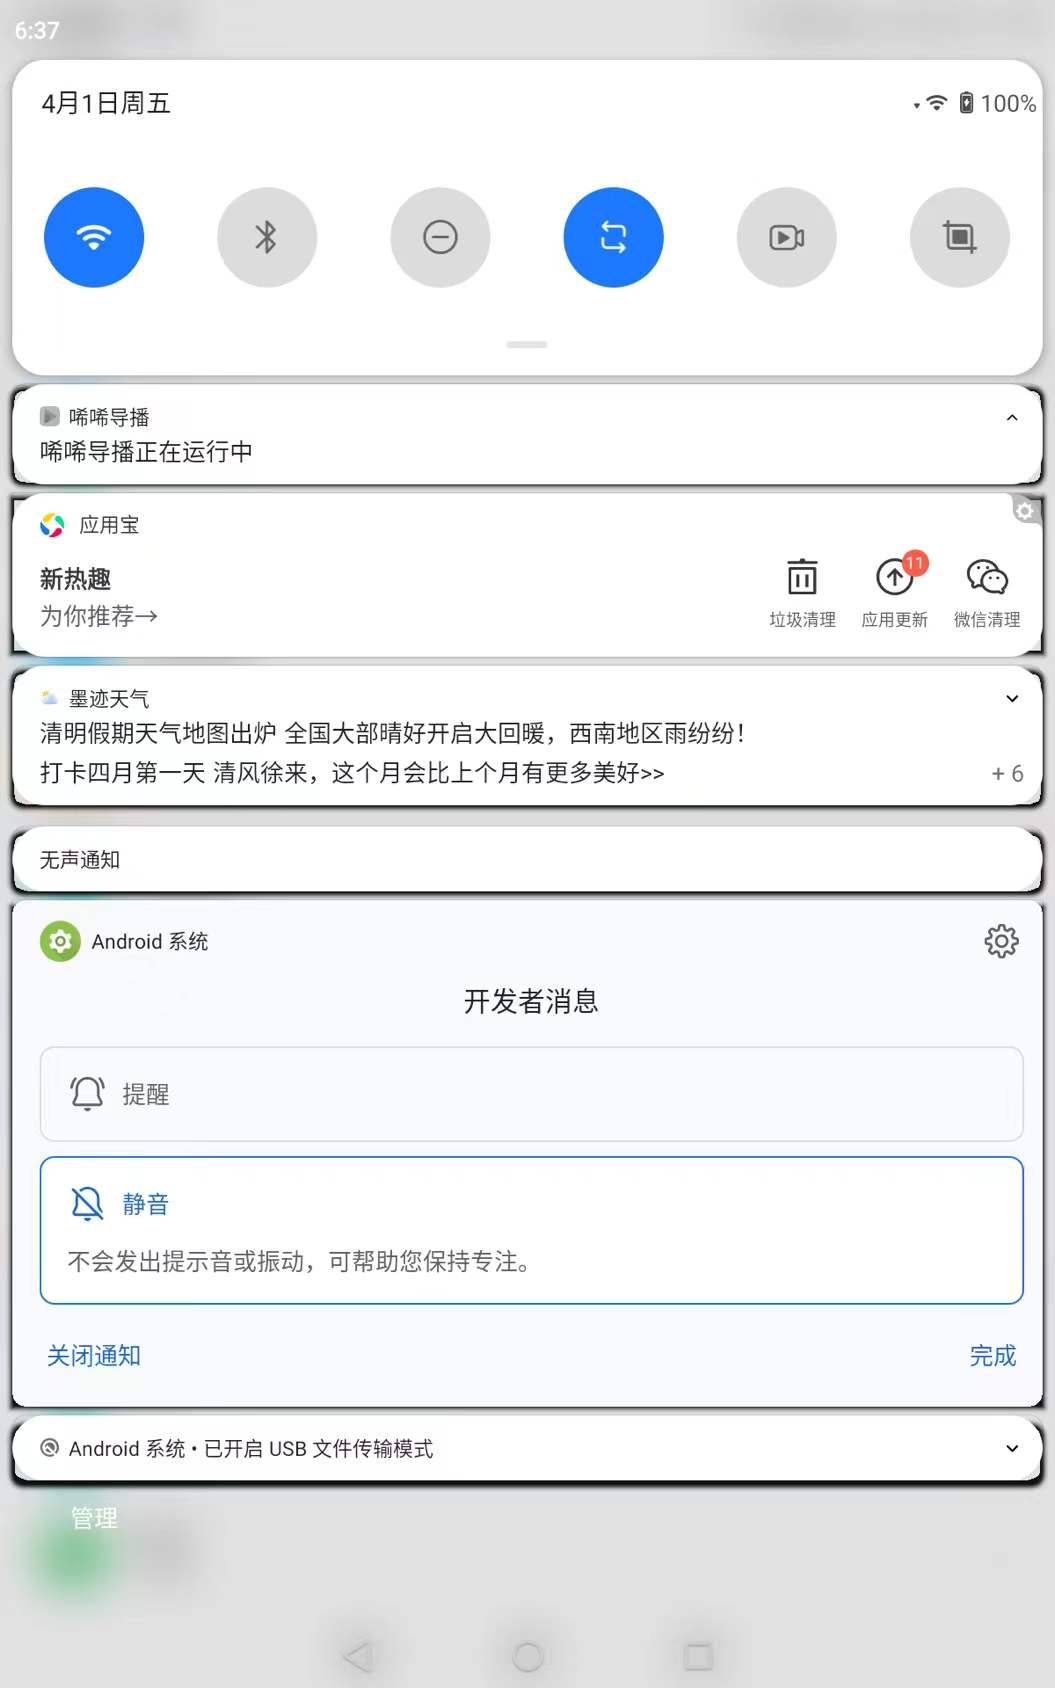 6:37
4月1日周五
100%
唏唏导播
唏唏导播正在运行中
应用宝
新热趣
为你推荐→
11
垃圾清理
应用更新
微信清理
墨迹天气
清明假期天气地图出炉 全国大部晴好开启大回暖，西南地区雨纷纷！
打卡四月第一天 清风徐来，这个月会比上个月有更多美好>>
+ 6
无声通知
Android 系统
开发者消息
提醒
静音
不会发出提示音或振动，可帮助您保持专注。
关闭通知
完成
Android 系统 • 已开启 USB 文件传输模式
管理